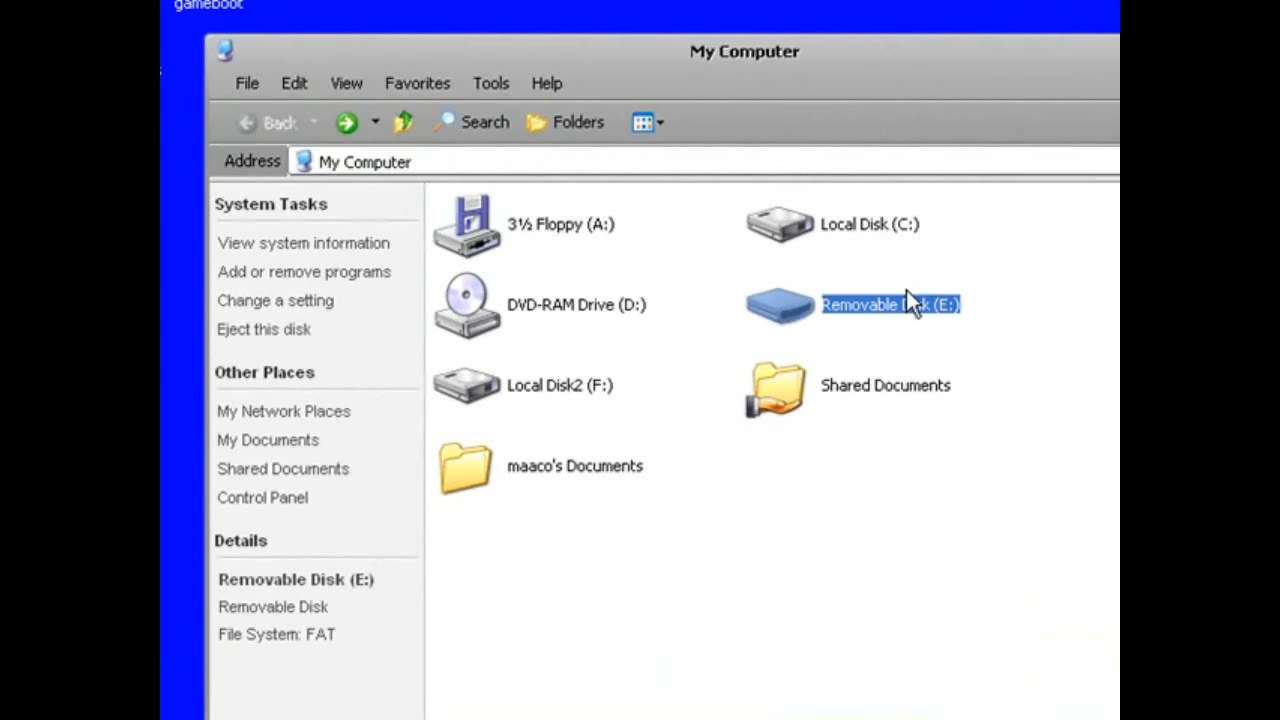 gameboot
My Computer
File Edit View Favorites Tools Help
Back Search Folders
Address My Computer
System Tasks
View system information
Add or remove programs
Change a setting
Eject this disk
Other Places
My Network Places
My Documents
Shared Documents
Control Panel
Details
Removable Disk (E:)
Removable Disk
File System: FAT
3½ Floppy (A:)
Local Disk (C:)
DVD-RAM Drive (D:)
Removable Disk (E:)
Local Disk2 (F:)
Shared Documents
maaco's Documents